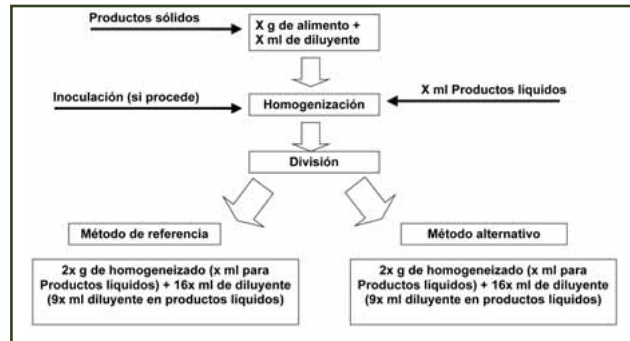 Productos sólidos
X g de alimento +
X ml de diluyente
Inoculación (si procede)
Homogenización
X ml Productos líquidos
División
Método de referencia
Método alternativo
2x g de homogeneizado (x ml para
Productos líquidos) + 16x ml de diluyente
(9x ml diluyente en productos líquidos)
2x g de homogeneizado (x ml para
Productos líquidos) + 16x ml de diluyente
(9x ml diluyente en productos líquidos)